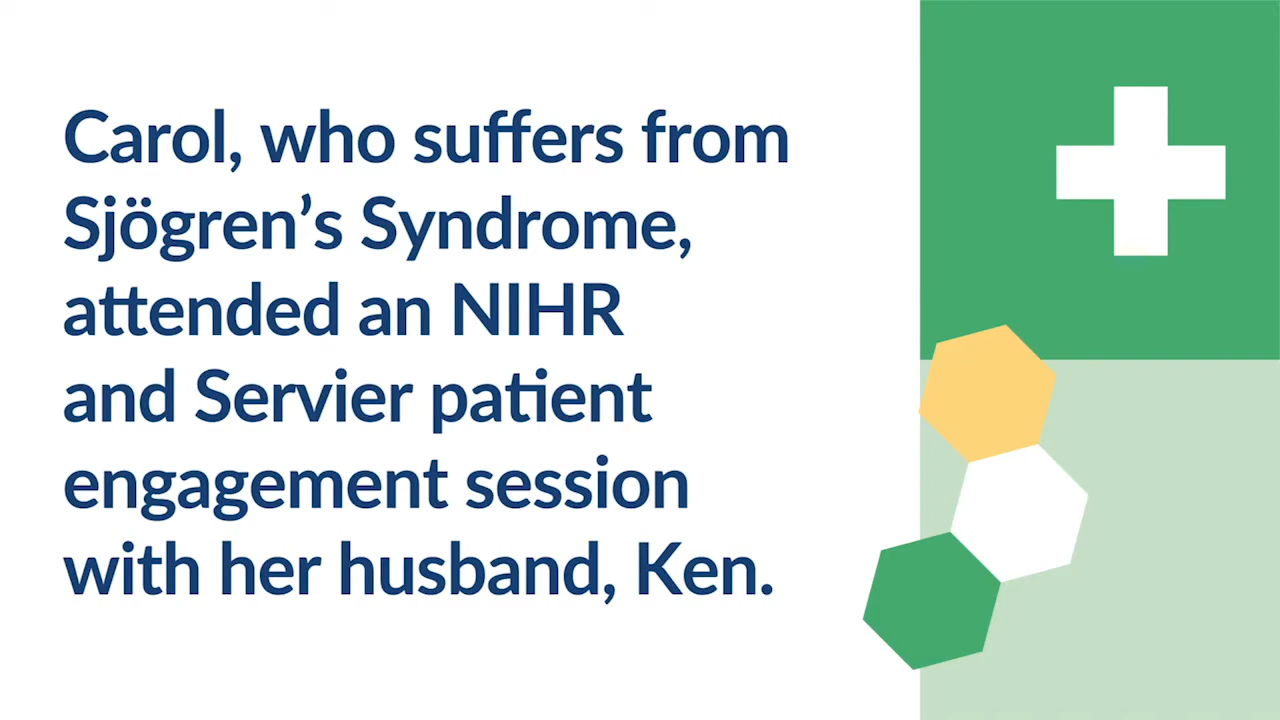 Carol, who suffers from
Sjögren’s Syndrome,
attended an NIHR
and Servier patient
engagement session
with her husband, Ken.